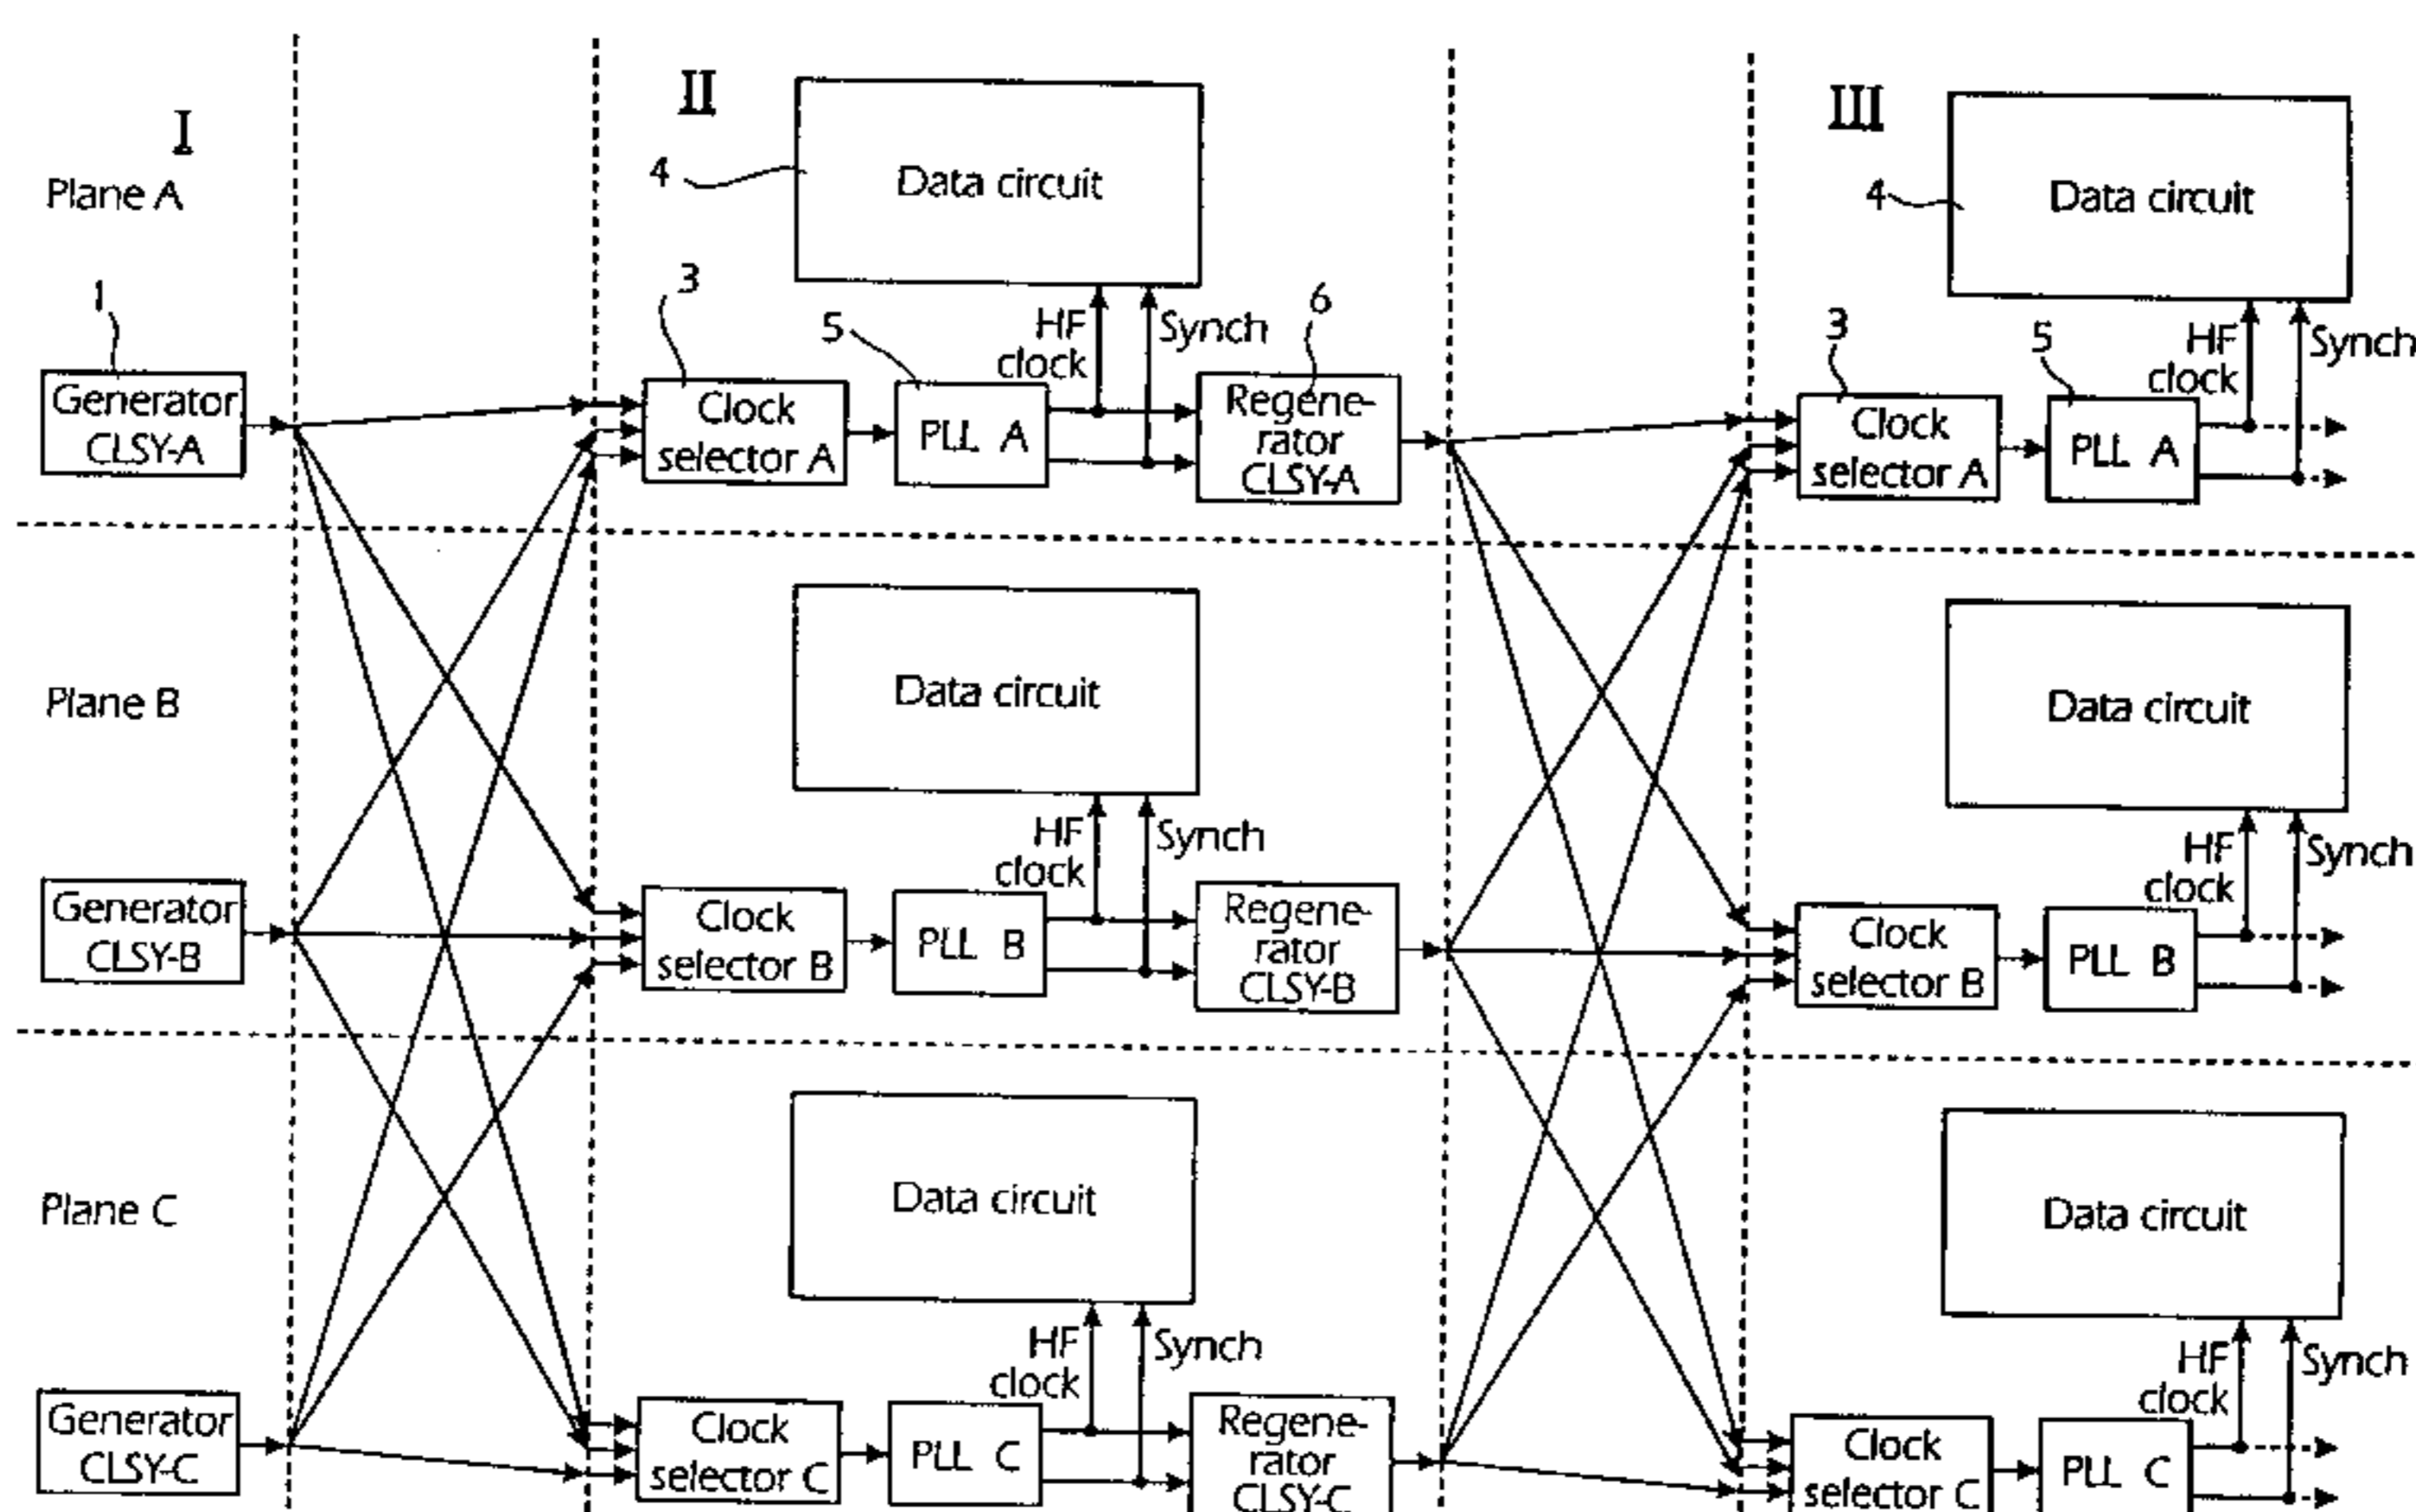 I
II
III
Plane A
4
Data circuit
4
Data circuit
1
3
5
HF
clock
Synch
6
3
5
HF
clock
Synch
Generator
CLSY-A
Clock
selector A
PLL A
Regene-
rator
CLSY-A
Clock
selector A
PLL A
Plane B
Data circuit
Data circuit
HF
clock
Synch
HF
clock
Synch
Generator
CLSY-B
Clock
selector B
PLL B
Regene-
rator
CLSY-B
Clock
selector B
PLL B
Plane C
Data circuit
Data circuit
HF
clock
Synch
HF
clock
Synch
Generator
CLSY-C
Clock
selector C
PLL C
Regene-
rator
CLSY-C
Clock
selector C
PLL C